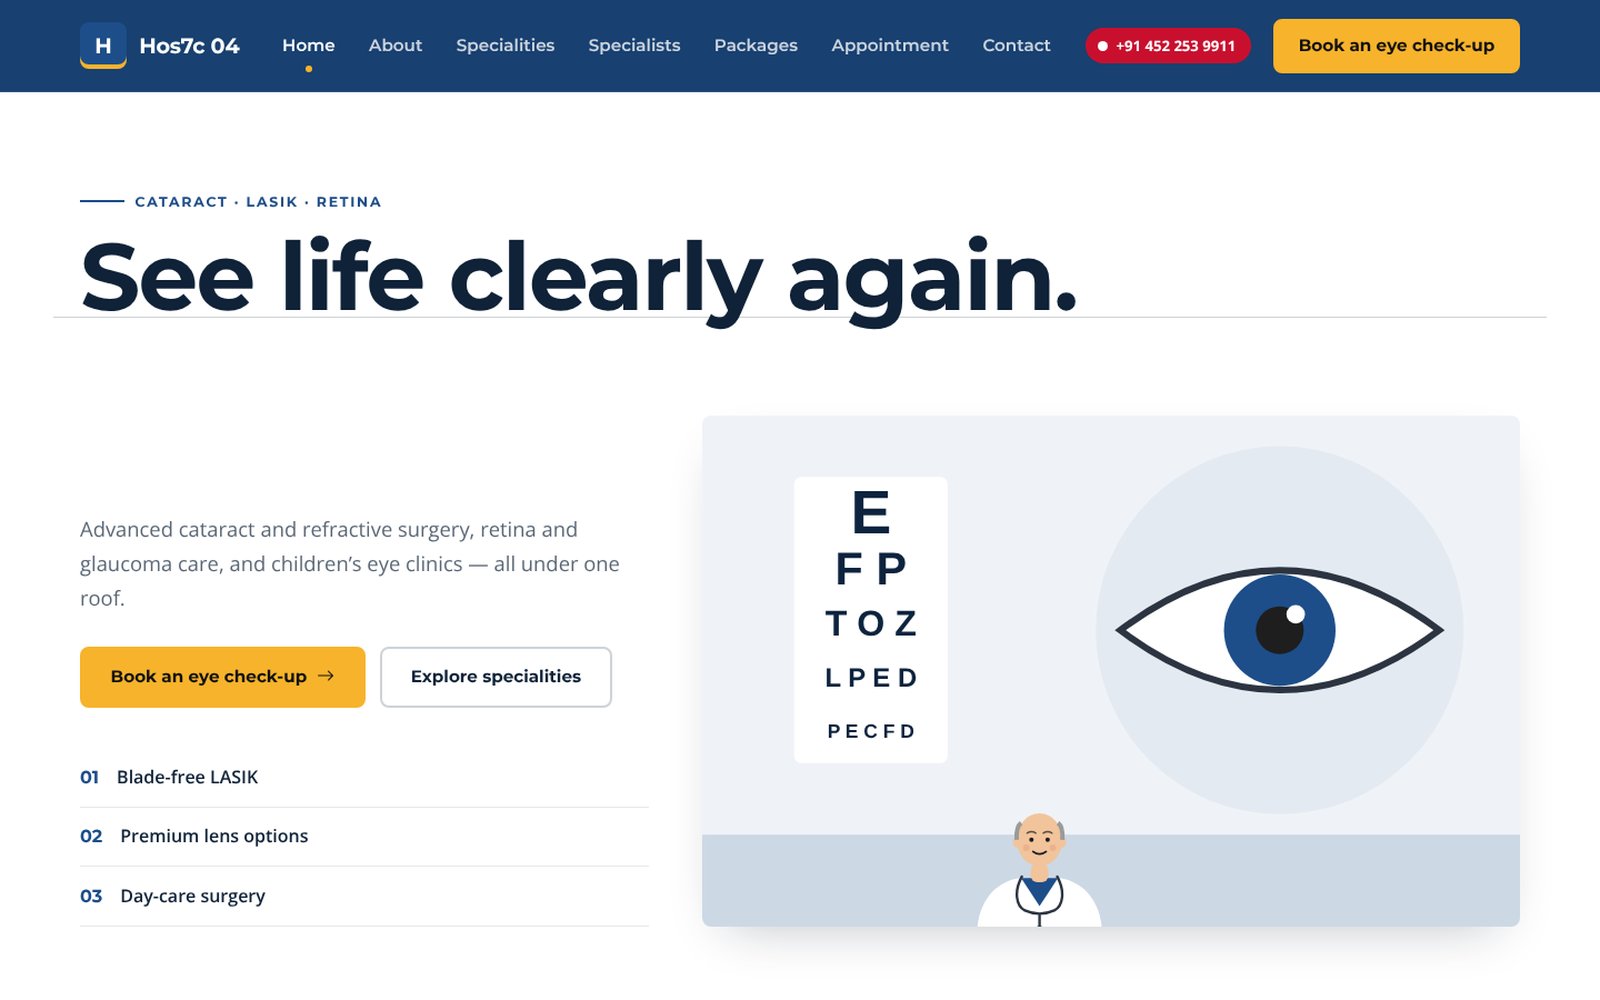 H Hos7c 04 Home About Specialities Specialists Packages Appointment Contact +91 452 253 9911 Book an eye check-up
CATARACT · LASIK · RETINA
See life clearly again.
Advanced cataract and refractive surgery, retina and
glaucoma care, and children’s eye clinics — all under one
roof.
Book an eye check-up → Explore specialities
01 Blade-free LASIK
02 Premium lens options
03 Day-care surgery
E
F P
T O Z
L P E D
P E C F D